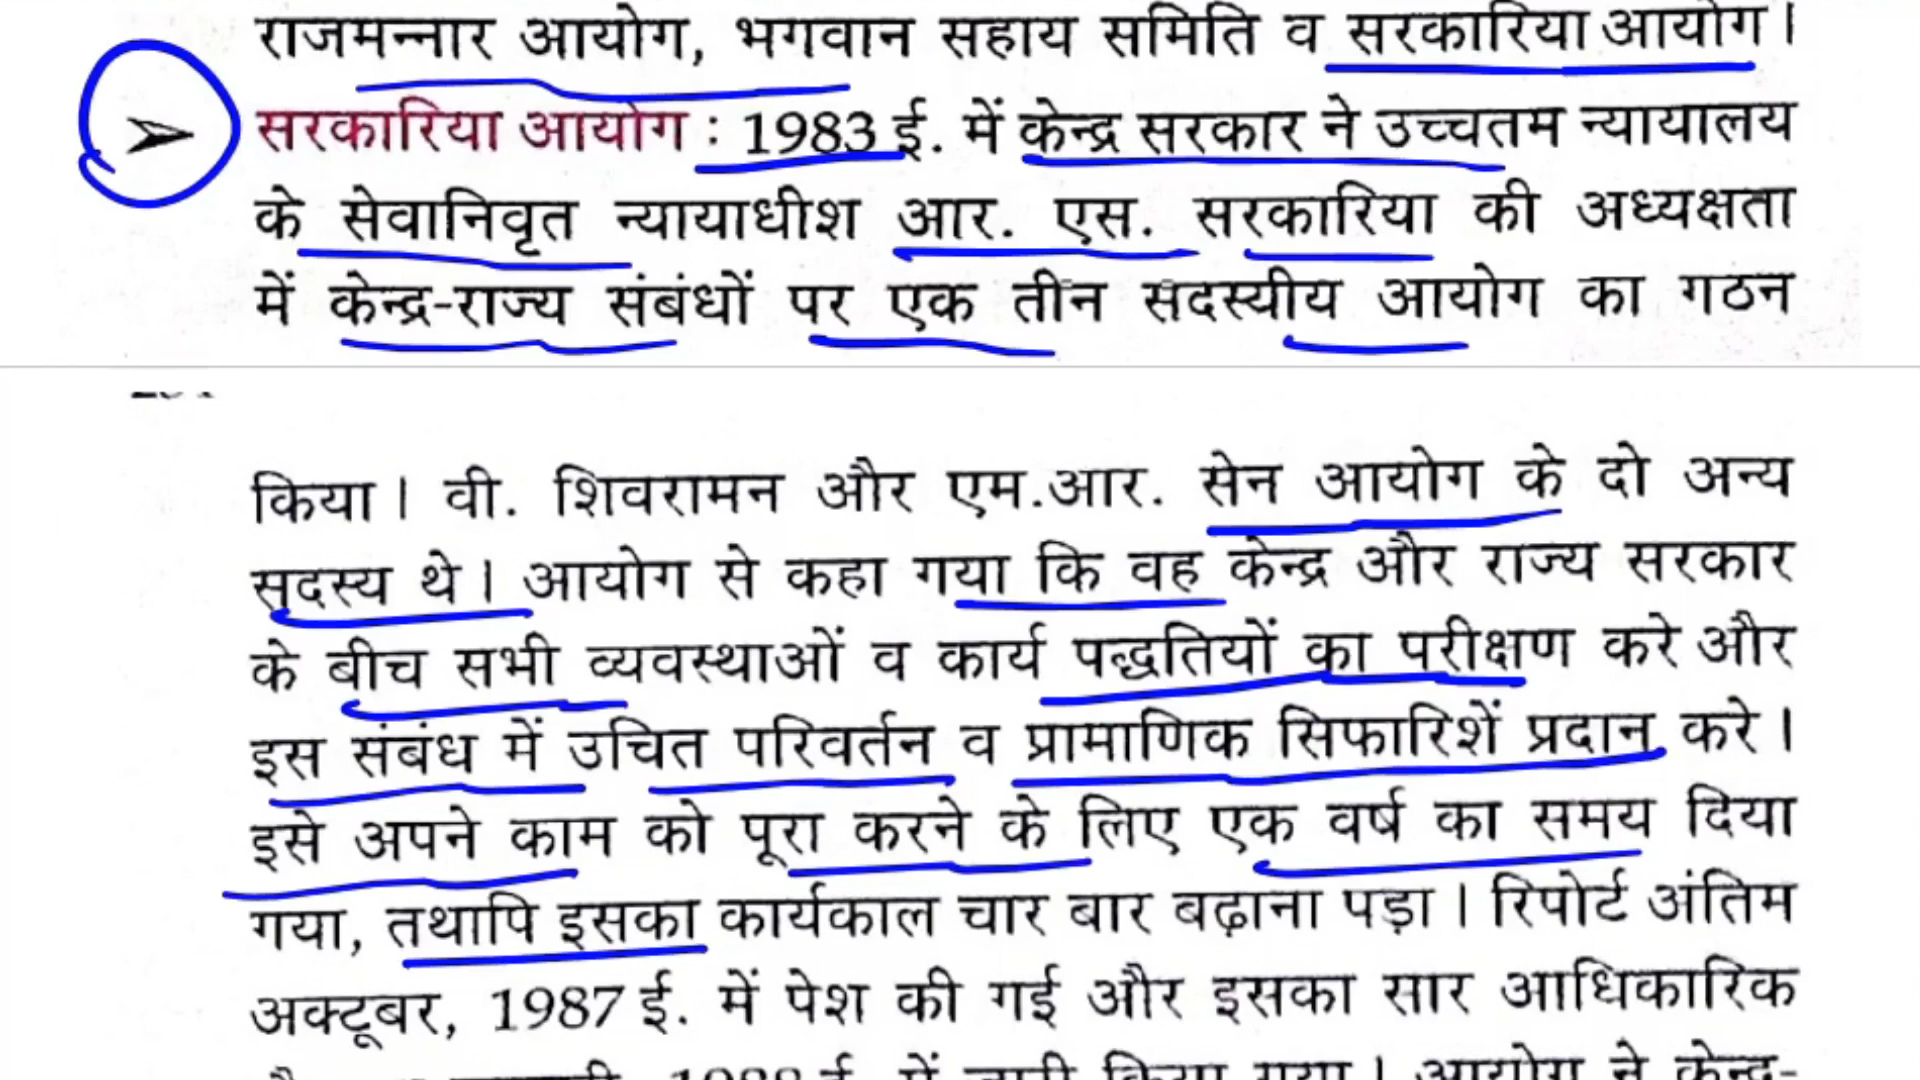 राजमन्नार आयोग, भगवान सहाय समिति व सरकारिया आयोग।
सरकारिया आयोग : 1983 ई. में केन्द्र सरकार ने उच्चतम न्यायालय
के सेवानिवृत न्यायाधीश आर. एस. सरकारिया की अध्यक्षता
में केन्द्र-राज्य संबंधों पर एक तीन सदस्यीय आयोग का गठन
किया। वी. शिवरामन और एम.आर. सेन आयोग के दो अन्य
सदस्य थे। आयोग से कहा गया कि वह केन्द्र और राज्य सरकार
के बीच सभी व्यवस्थाओं व कार्य पद्धतियों का परीक्षण करे और
इस संबंध में उचित परिवर्तन व प्रामाणिक सिफारिशें प्रदान करे।
इसे अपने काम को पूरा करने के लिए एक वर्ष का समय दिया
गया, तथापि इसका कार्यकाल चार बार बढ़ाना पड़ा। रिपोर्ट अंतिम
अक्टूबर, 1987 ई. में पेश की गई और इसका सार आधिकारिक
1988 ई. में जारी किया गया। आयोग ने केन्द्र-